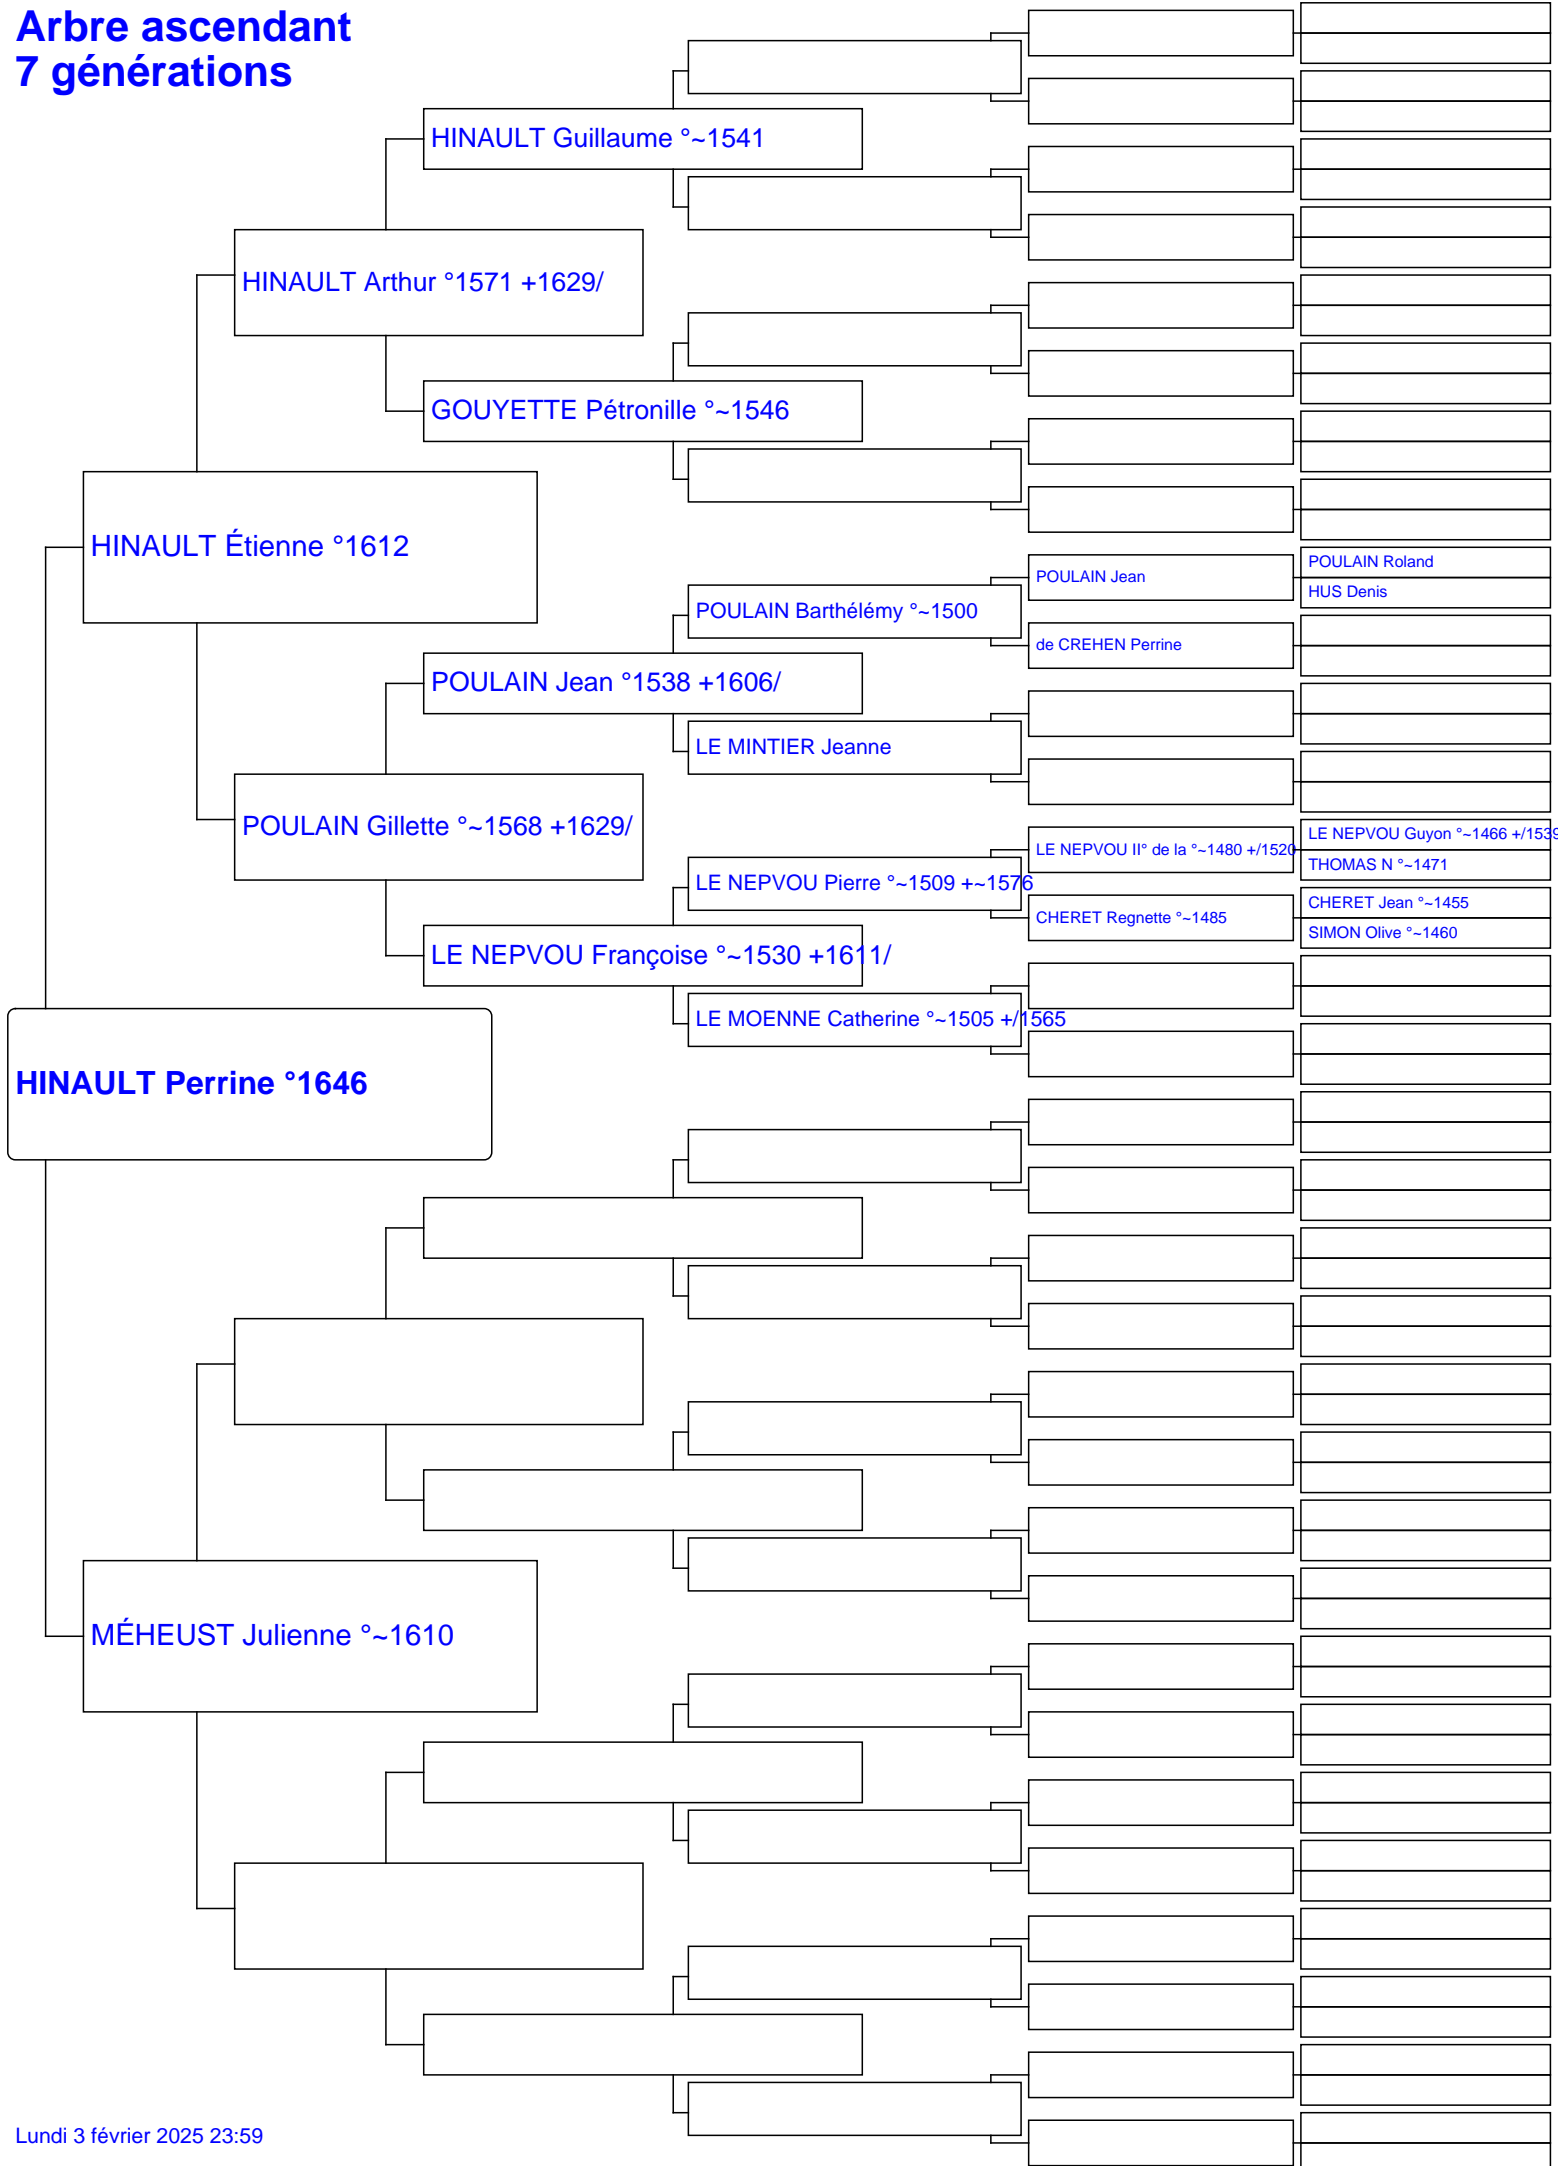 Arbre ascendant
7 générations
HINAULT Guillaume °~1541
HINAULT Arthur °1571 +1629/
GOUYETTE Pétronille °~1546
HINAULT Étienne °1612
POULAIN Roland
POULAIN Jean
HUS Denis
POULAIN Barthélémy °~1500
de CREHEN Perrine
POULAIN Jean °1538 +1606/
LE MINTIER Jeanne
POULAIN Gillette °~1568 +1629/
LE NEPVOU Guyon °~1466 +/1539
LE NEPVOU II° de la °~1480 +/1520
THOMAS N °~1471
LE NEPVOU Pierre °~1509 +~1576
CHERET Jean °~1455
CHERET Regnette °~1485
SIMON Olive °~1460
LE NEPVOU Françoise °~1530 +1611/
LE MOENNE Catherine °~1505 +/1565
HINAULT Perrine °1646
MÉHEUST Julienne °~1610
Lundi 3 février 2025 23:59